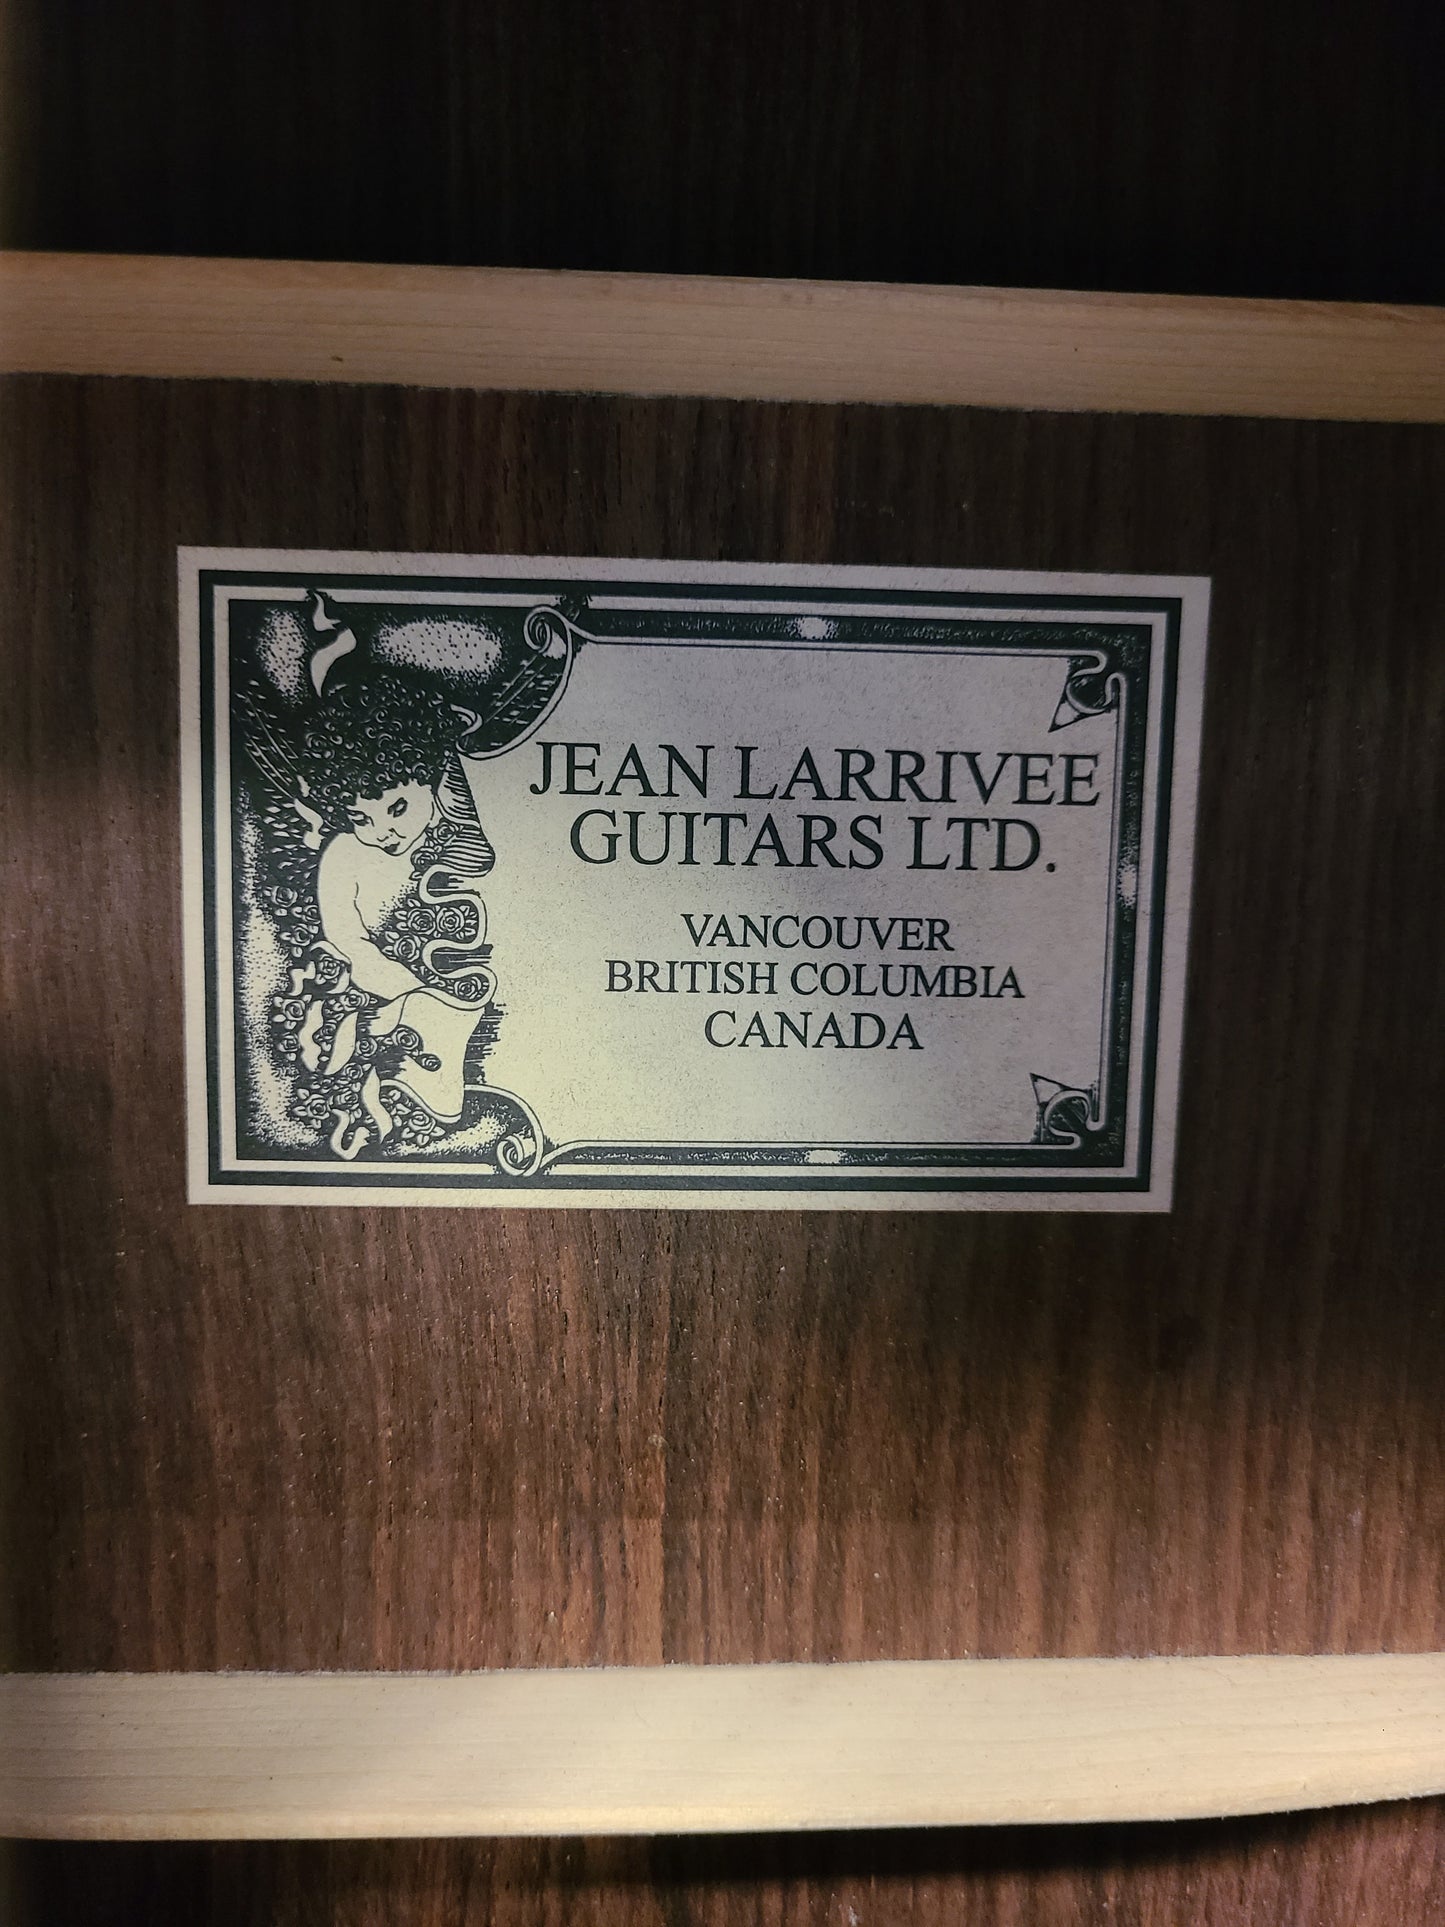 JEAN LARRIVEE
GUITARS LTD.
VANCOUVER
BRITISH COLUMBIA
CANADA